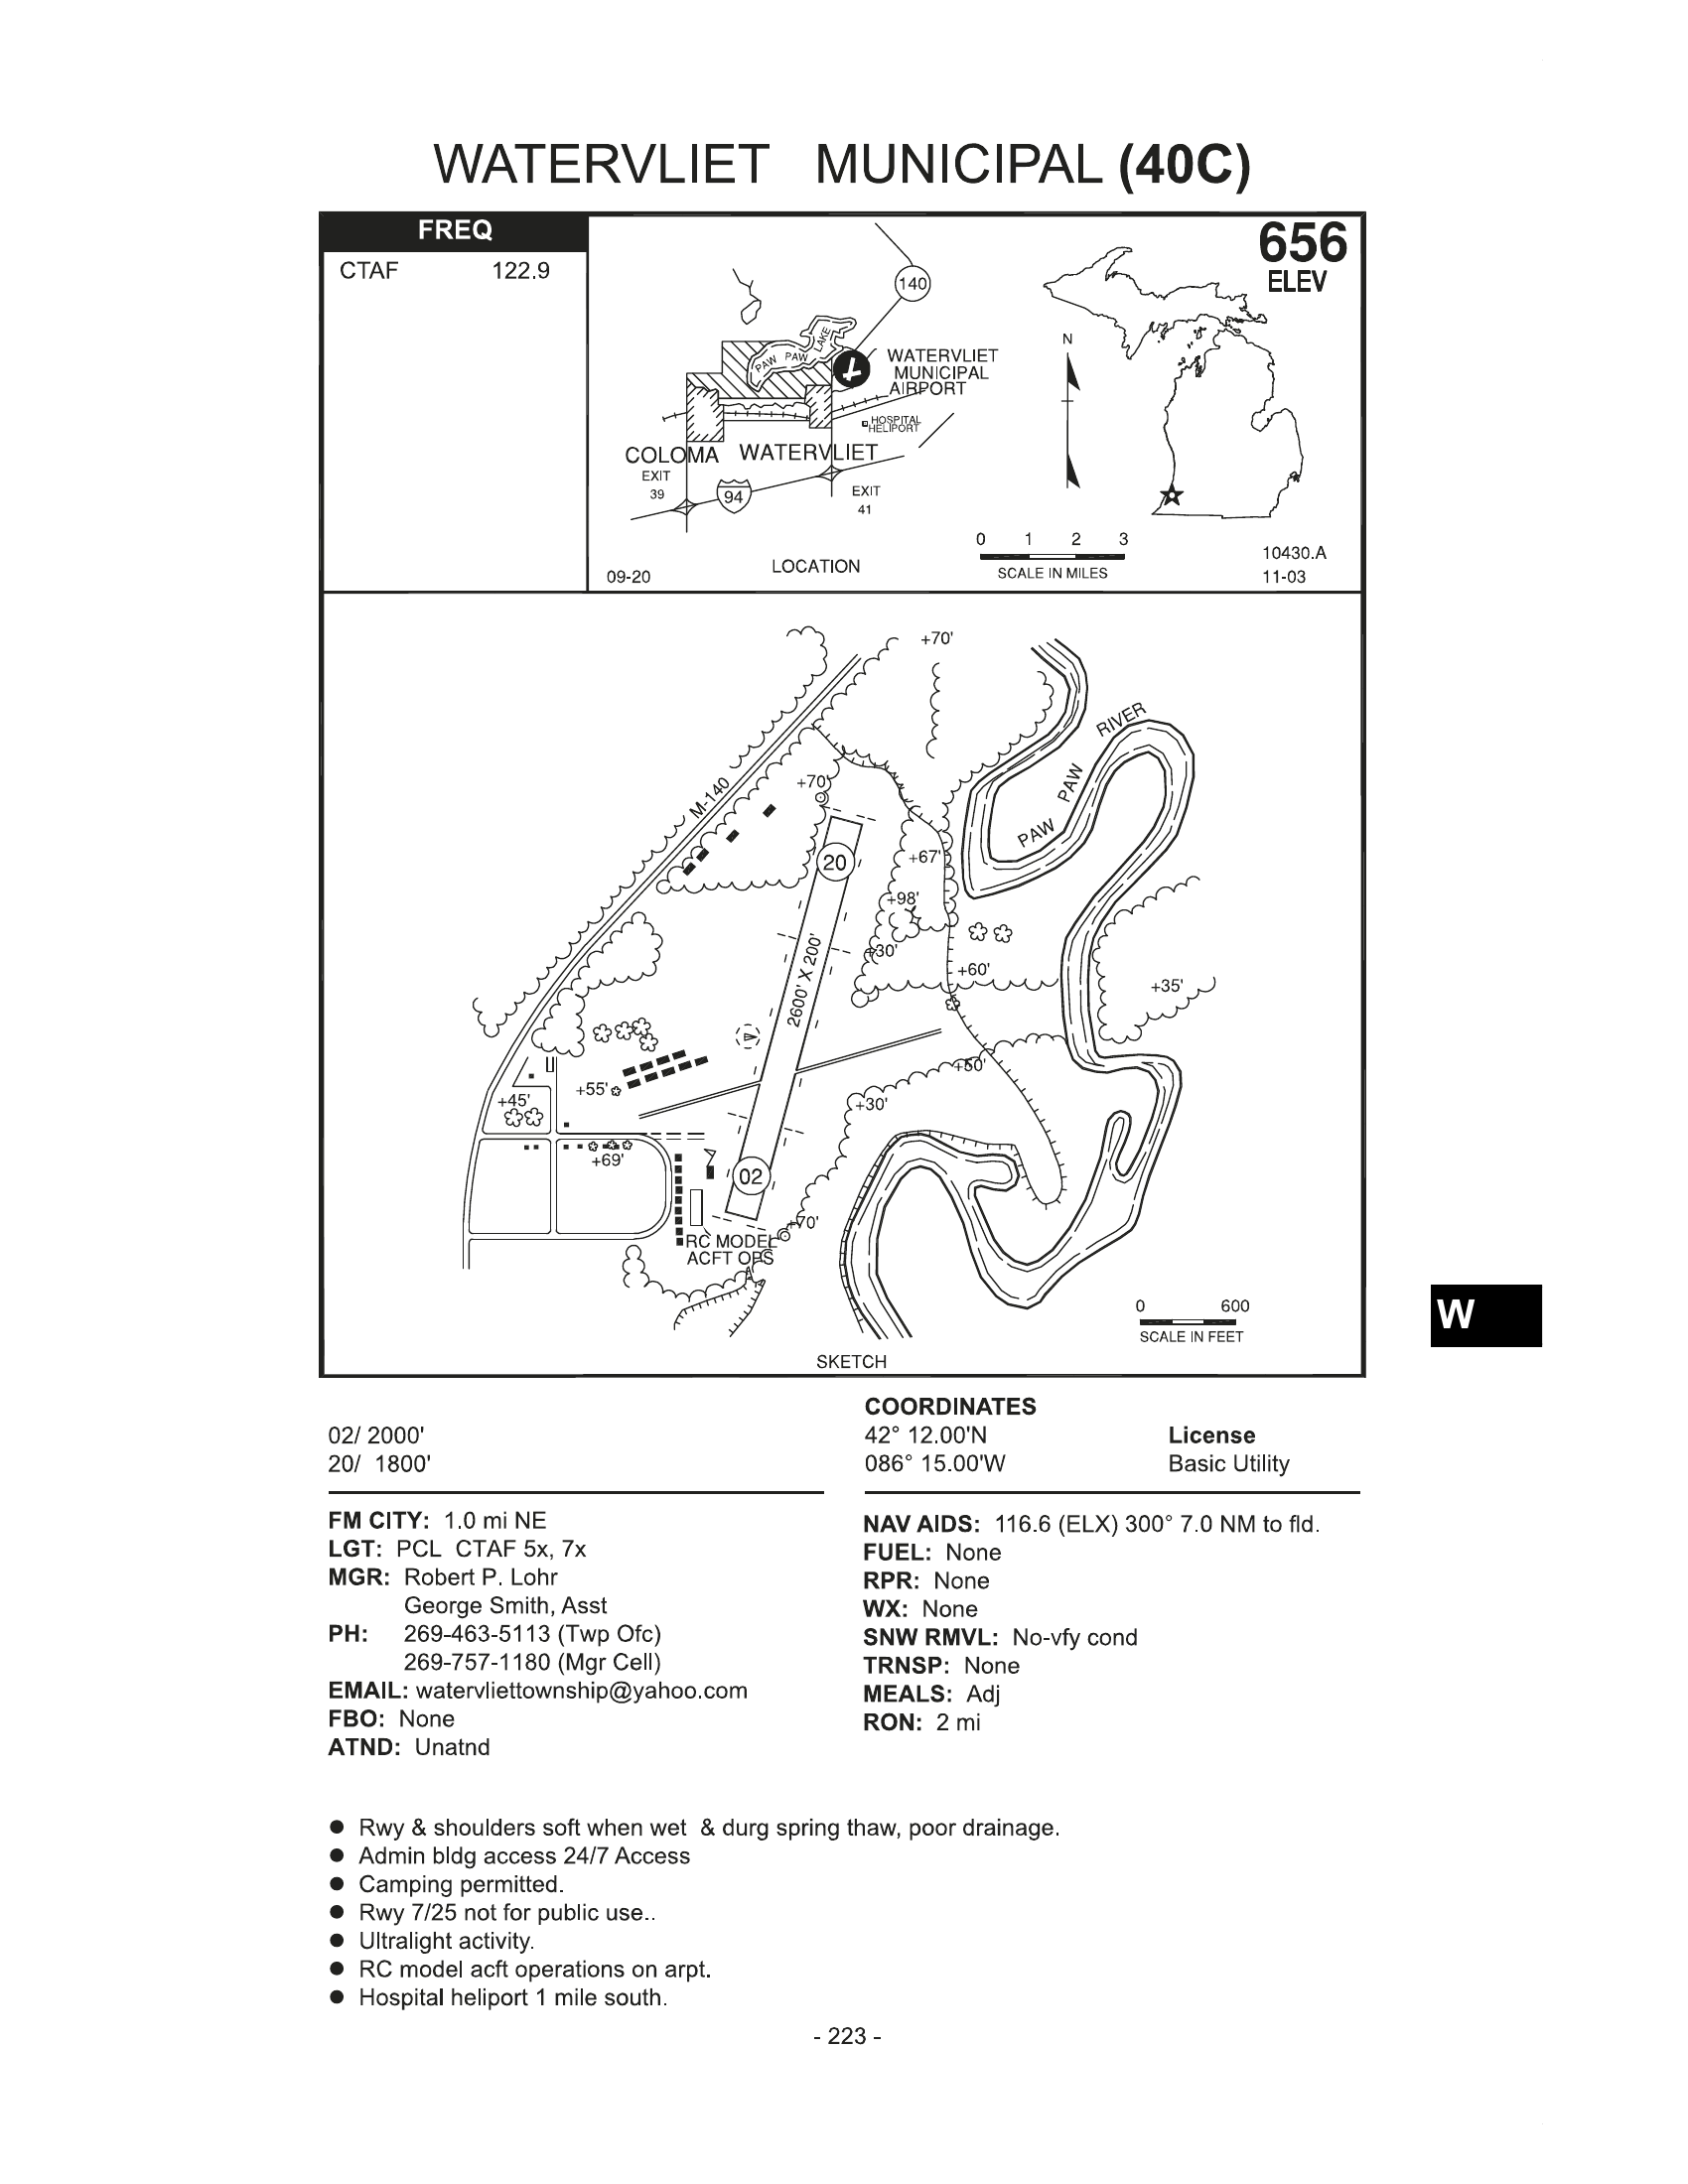 WATERVLIET MUNICIPAL (40C)
FREQ
CTAF 122.9
656
ELEV
140
PAW PAW LAKE
WATERVLIET
MUNICIPAL
AIRPORT
HOSPITAL
HELIPORT
COLOMA WATERVLIET
EXIT
39
94
EXIT
41
N
0 1 2 3
SCALE IN MILES
LOCATION
09-20
10430.A
11-03
+70'
M-140
+70'
PAW PAW RIVER
20
+67'
+98'
+30'
2600' X 200'
+60'
+35'
+55'
+45'
+50'
+30'
+69'
02
+70'
RC MODEL
ACFT OPS
0 600
SCALE IN FEET
SKETCH
W
02/ 2000'
20/ 1800'
COORDINATES
42° 12.00'N
086° 15.00'W
License
Basic Utility
FM CITY: 1.0 mi NE
LGT: PCL CTAF 5x, 7x
MGR: Robert P. Lohr
George Smith, Asst
PH: 269-463-5113 (Twp Ofc)
269-757-1180 (Mgr Cell)
EMAIL: watervliettownship@yahoo.com
FBO: None
ATND: Unatnd
NAV AIDS: 116.6 (ELX) 300° 7.0 NM to fld.
FUEL: None
RPR: None
WX: None
SNW RMVL: No-vfy cond
TRNSP: None
MEALS: Adj
RON: 2 mi
● Rwy & shoulders soft when wet & durg spring thaw, poor drainage.
● Admin bldg access 24/7 Access
● Camping permitted.
● Rwy 7/25 not for public use..
● Ultralight activity.
● RC model acft operations on arpt.
● Hospital heliport 1 mile south.
- 223 -